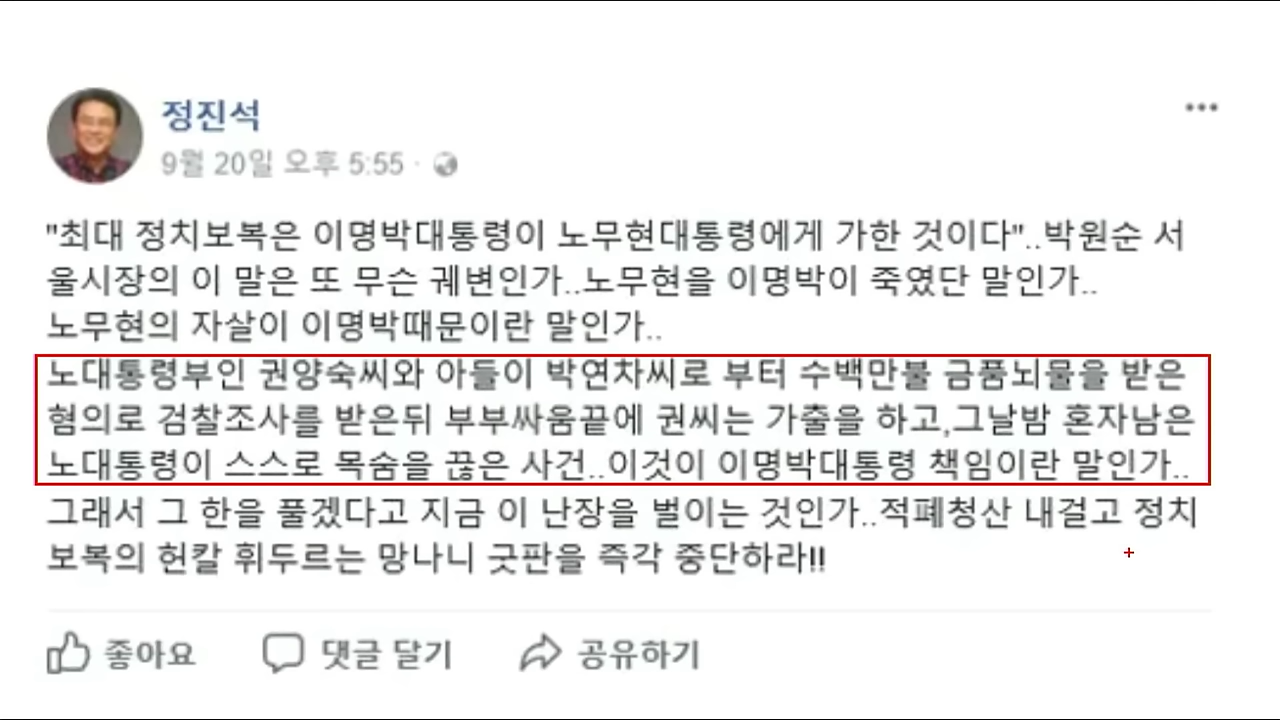 정진석
9월 20일 오후 5:55 ·
"최대 정치보복은 이명박대통령이 노무현대통령에게 가한 것이다"..박원순 서
울시장의 이 말은 또 무슨 궤변인가..노무현을 이명박이 죽였단 말인가..
노무현의 자살이 이명박때문이란 말인가..
노대통령부인 권양숙씨와 아들이 박연차씨로 부터 수백만불 금품뇌물을 받은
혐의로 검찰조사를 받은뒤 부부싸움끝에 권씨는 가출을 하고,그날밤 혼자남은
노대통령이 스스로 목숨을 끊은 사건..이것이 이명박대통령 책임이란 말인가..
그래서 그 한을 풀겠다고 지금 이 난장을 벌이는 것인가..적폐청산 내걸고 정치
보복의 헌칼 휘두르는 망나니 굿판을 즉각 중단하라!!
좋아요 댓글 달기 공유하기